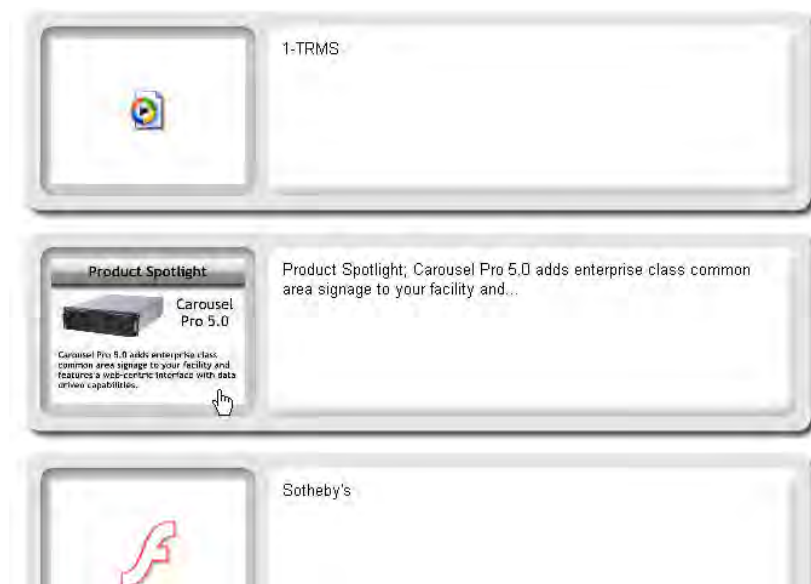 1-TRMS
Product Spotlight
Carousel
Pro 5.0
Carousel Pro 5.0 adds enterprise class
common area signage to your facility and
features a web-centric interface with data
driven capabilities.
Product Spotlight; Carousel Pro 5.0 adds enterprise class common
area signage to your facility and...
Sotheby's